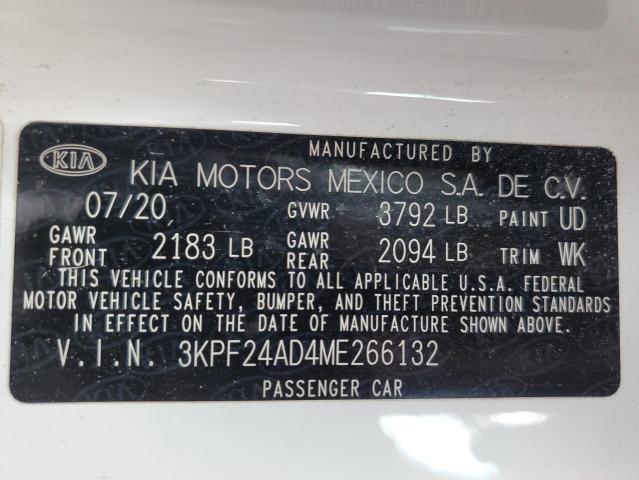 KIA
MANUFACTURED BY
KIA MOTORS MEXICO S.A. DE C.V.
07/20 GVWR 3792 LB PAINT UD
GAWR FRONT 2183 LB GAWR REAR 2094 LB TRIM WK
THIS VEHICLE CONFORMS TO ALL APPLICABLE U.S.A. FEDERAL
MOTOR VEHICLE SAFETY, BUMPER, AND THEFT PREVENTION STANDARDS
IN EFFECT ON THE DATE OF MANUFACTURE SHOWN ABOVE.
V.I.N. 3KPF24AD4ME266132
PASSENGER CAR